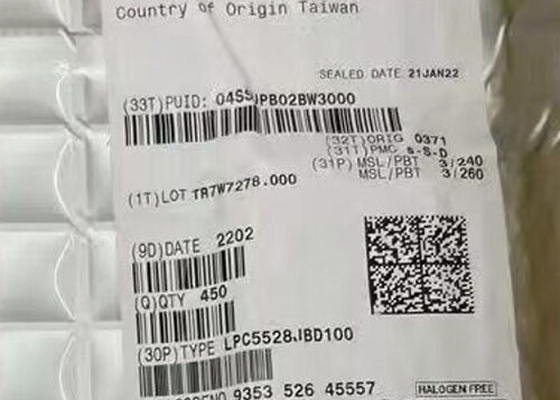 Country of Origin Taiwan
SEALED DATE 21JAN22
(33T)PUID: 04S JPB02BW3000
(32T)ORIG 0371
(31T)PMC S-S-D
(31P) MSL/PBT 3/240
MSL/PBT 3/260
(1T)LOT TR7W7278.000
(9D)DATE 2202
(Q)QTY 450
(30P)TYPE LPC5528JBD100
9353 526 45557
HALOGEN FREE